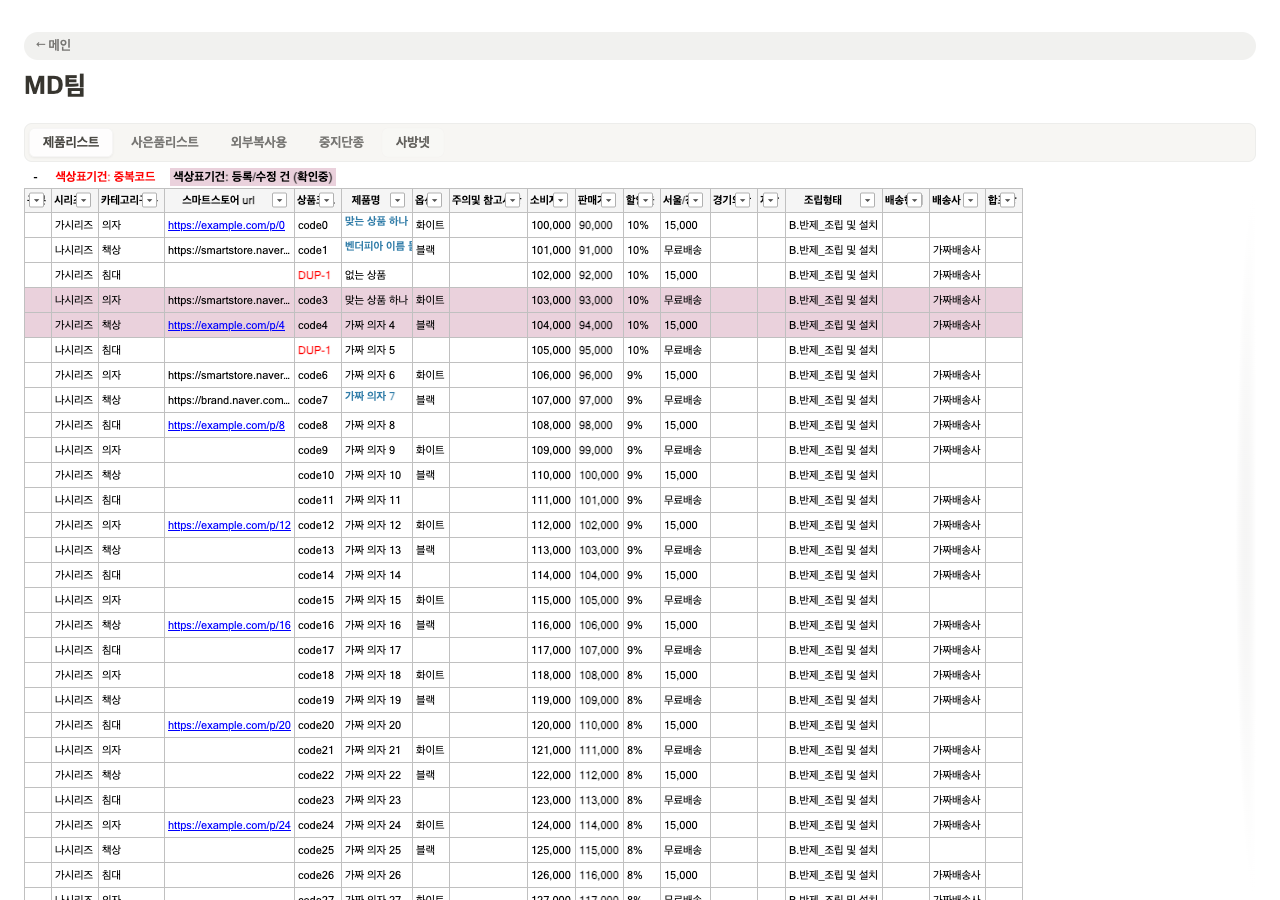 ←메인
MD팀
제품리스트 사은품리스트 외부복사용 중지단종 사방넷
- 색상표기건: 중복코드 색상표기건: 등록/수정 건 (확인중)
시리즈 카테고리구 스마트스토어 url 상품코 제품명 옵 주의및 참고사 소비자 판매가 할인 서울/경 경기도 조립형태 배송 배송사 합
가시리즈 의자 https://example.com/p/0 code0 맞는 상품 하나 화이트 100,000 90,000 10% 15,000 B.반제_조립 및 설치
나시리즈 책상 https://smartstore.naver... code1 벤더피아 이름 블랙 101,000 91,000 10% 무료배송 B.반제_조립 및 설치 가짜배송사
가시리즈 침대 DUP-1 없는 상품 102,000 92,000 10% 15,000 B.반제_조립 및 설치 가짜배송사
나시리즈 의자 https://smartstore.naver... code3 맞는 상품 하나 화이트 103,000 93,000 10% 무료배송 B.반제_조립 및 설치 가짜배송사
가시리즈 책상 https://example.com/p/4 code4 가짜 의자 4 블랙 104,000 94,000 10% 15,000 B.반제_조립 및 설치 가짜배송사
나시리즈 침대 DUP-1 가짜 의자 5 105,000 95,000 10% 무료배송 B.반제_조립 및 설치
가시리즈 의자 https://smartstore.naver... code6 가짜 의자 6 화이트 106,000 96,000 9% 15,000 B.반제_조립 및 설치 가짜배송사
나시리즈 책상 https://brand.naver.com... code7 가짜 의자 7 블랙 107,000 97,000 9% 무료배송 B.반제_조립 및 설치 가짜배송사
가시리즈 침대 https://example.com/p/8 code8 가짜 의자 8 108,000 98,000 9% 15,000 B.반제_조립 및 설치 가짜배송사
나시리즈 의자 code9 가짜 의자 9 화이트 109,000 99,000 9% 무료배송 B.반제_조립 및 설치 가짜배송사
가시리즈 책상 code10 가짜 의자 10 블랙 110,000 100,000 9% 15,000 B.반제_조립 및 설치
나시리즈 침대 code11 가짜 의자 11 111,000 101,000 9% 무료배송 B.반제_조립 및 설치 가짜배송사
가시리즈 의자 https://example.com/p/12 code12 가짜 의자 12 화이트 112,000 102,000 9% 15,000 B.반제_조립 및 설치 가짜배송사
나시리즈 책상 code13 가짜 의자 13 블랙 113,000 103,000 9% 무료배송 B.반제_조립 및 설치 가짜배송사
가시리즈 침대 code14 가짜 의자 14 114,000 104,000 9% 15,000 B.반제_조립 및 설치 가짜배송사
나시리즈 의자 code15 가짜 의자 15 화이트 115,000 105,000 9% 무료배송 B.반제_조립 및 설치
가시리즈 책상 https://example.com/p/16 code16 가짜 의자 16 블랙 116,000 106,000 9% 15,000 B.반제_조립 및 설치 가짜배송사
나시리즈 침대 code17 가짜 의자 17 117,000 107,000 9% 무료배송 B.반제_조립 및 설치 가짜배송사
가시리즈 의자 code18 가짜 의자 18 화이트 118,000 108,000 8% 15,000 B.반제_조립 및 설치 가짜배송사
나시리즈 책상 code19 가짜 의자 19 블랙 119,000 109,000 8% 무료배송 B.반제_조립 및 설치 가짜배송사
가시리즈 침대 https://example.com/p/20 code20 가짜 의자 20 120,000 110,000 8% 15,000 B.반제_조립 및 설치
나시리즈 의자 code21 가짜 의자 21 화이트 121,000 111,000 8% 무료배송 B.반제_조립 및 설치 가짜배송사
가시리즈 책상 code22 가짜 의자 22 블랙 122,000 112,000 8% 15,000 B.반제_조립 및 설치 가짜배송사
나시리즈 침대 code23 가짜 의자 23 123,000 113,000 8% 무료배송 B.반제_조립 및 설치 가짜배송사
가시리즈 의자 https://example.com/p/24 code24 가짜 의자 24 화이트 124,000 114,000 8% 15,000 B.반제_조립 및 설치 가짜배송사
나시리즈 책상 code25 가짜 의자 25 블랙 125,000 115,000 8% 무료배송 B.반제_조립 및 설치
가시리즈 침대 code26 가짜 의자 26 126,000 116,000 8% 15,000 B.반제_조립 및 설치 가짜배송사
나시리즈 의자 code27 가짜 의자 27 화이트 127,000 117,000 8% 무료배송 B.반제_조립 및 설치 가짜배송사